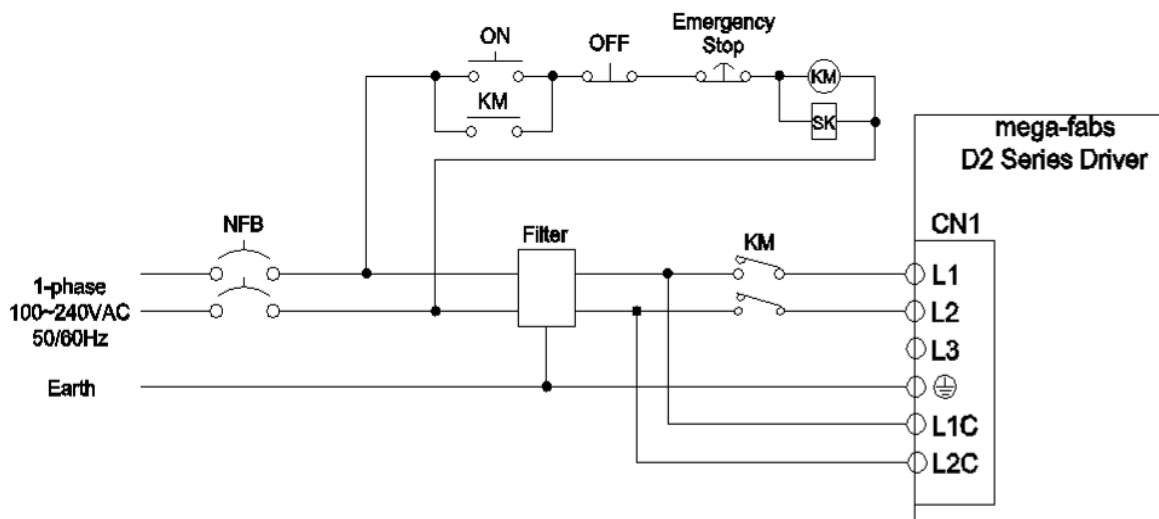 Emergency
Stop
ON
OFF
KM
KM
SK
mega-fabs
D2 Series Driver
NFB
Filter
KM
CN1
1-phase
100~240VAC
50/60Hz
Earth
L1
L2
L3
L1C
L2C